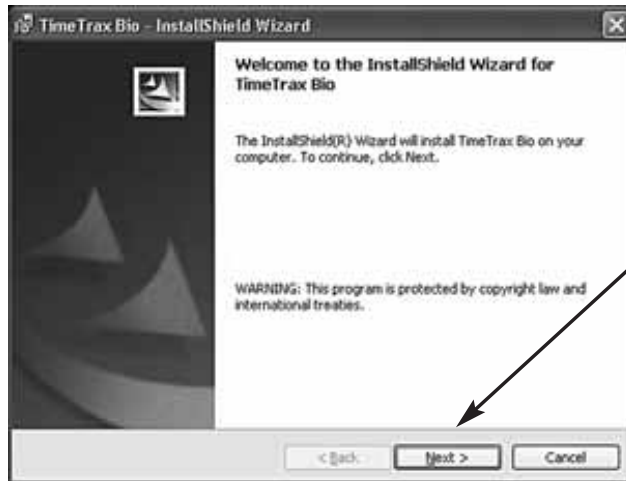 TimeTrax Bio - InstallShield Wizard
Welcome to the InstallShield Wizard for
TimeTrax Bio
The InstallShield(R) Wizard will install TimeTrax Bio on your
computer. To continue, click Next.
WARNING: This program is protected by copyright law and
international treaties.
< Back
Next >
Cancel